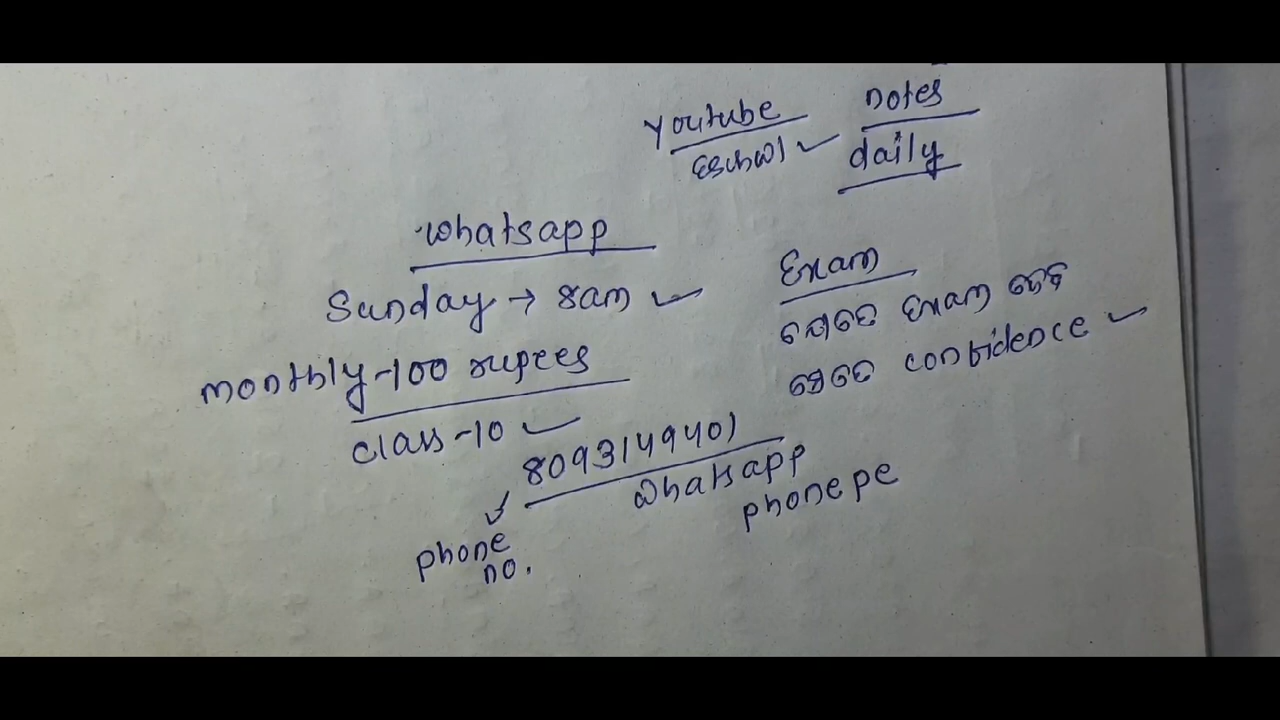 Youtube
notes
daily
whatsapp
Sunday → 8am ✓
monthly-100 rupees
class-10 ✓
8093149401
whatsapp
phonepe
phone
no.
Exam
ଯେତେ Exam ଦେବ
ସେତେ confidence ✓